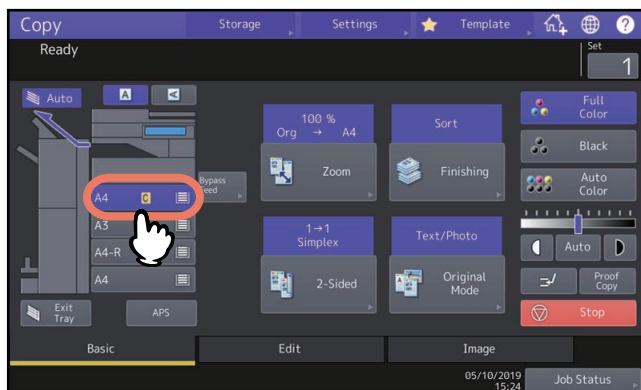 Copy
Storage
Settings
Template
?
Ready
Set
1
Auto
A
A
100 %
Org → A4
Sort
Full
Color
Zoom
Finishing
Black
Bypass
Feed
A4
C
Auto
Color
A3
1→1
Simplex
Text/Photo
A4-R
Auto
A4
2-Sided
Original
Mode
Proof
Copy
Exit
Tray
APS
Stop
Basic
Edit
Image
05/10/2019
15:24
Job Status